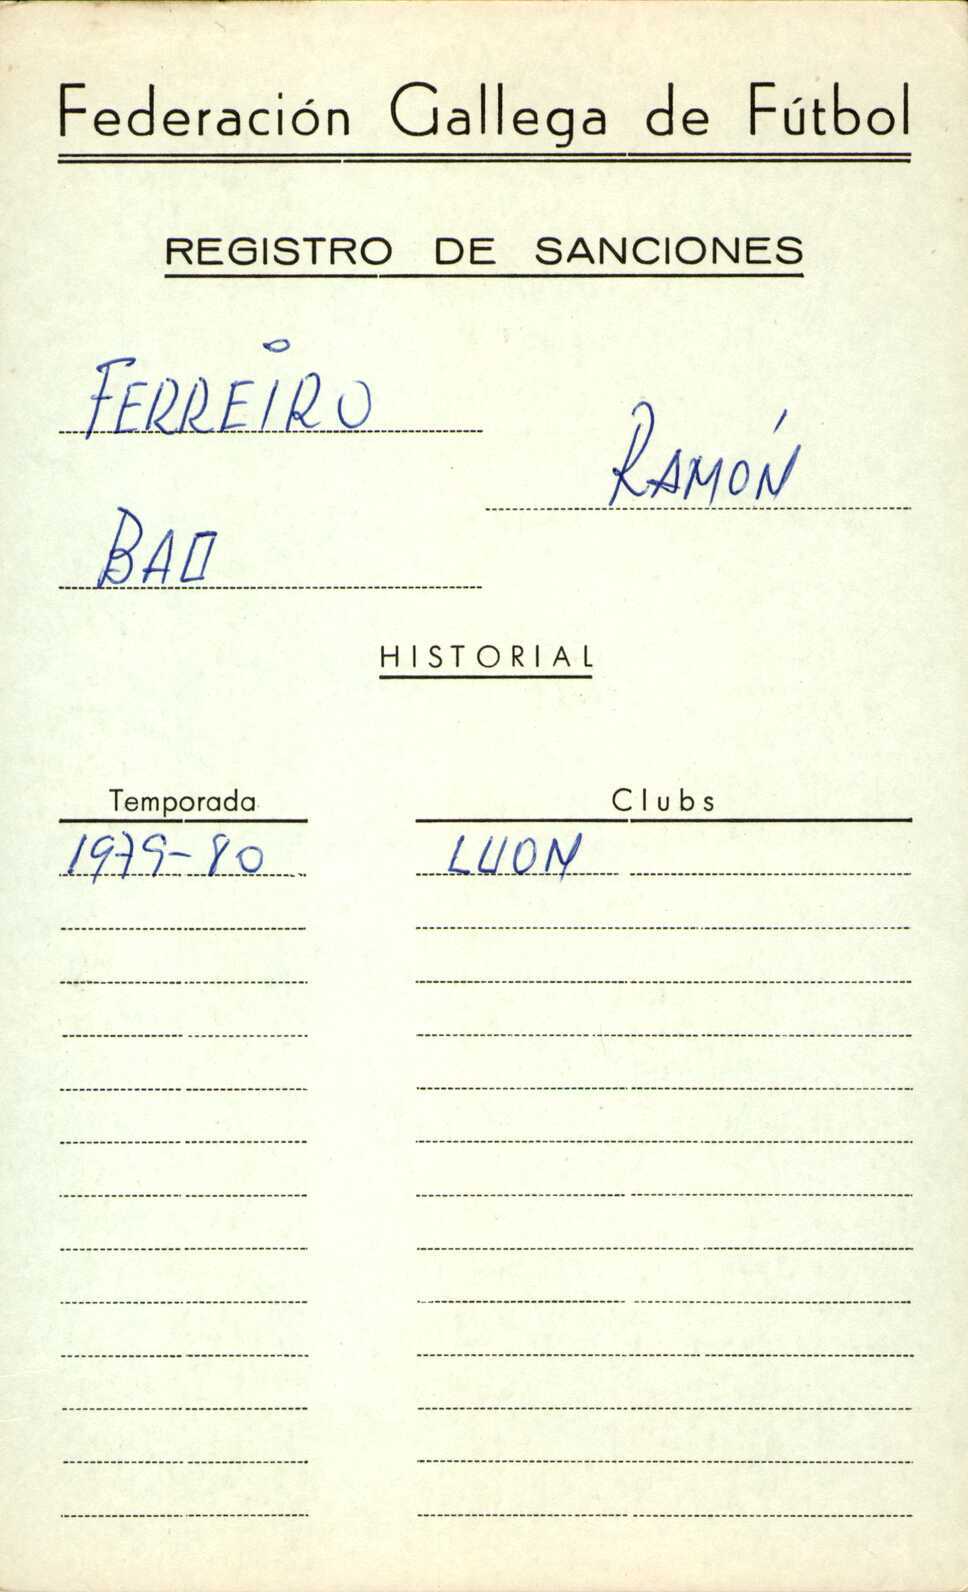 Federación Gallega de Fútbol
REGISTRO DE SANCIONES
FERREIRO
RAMÓN
BAO
HISTORIAL
Temporada Clubs
1979-80 LUON